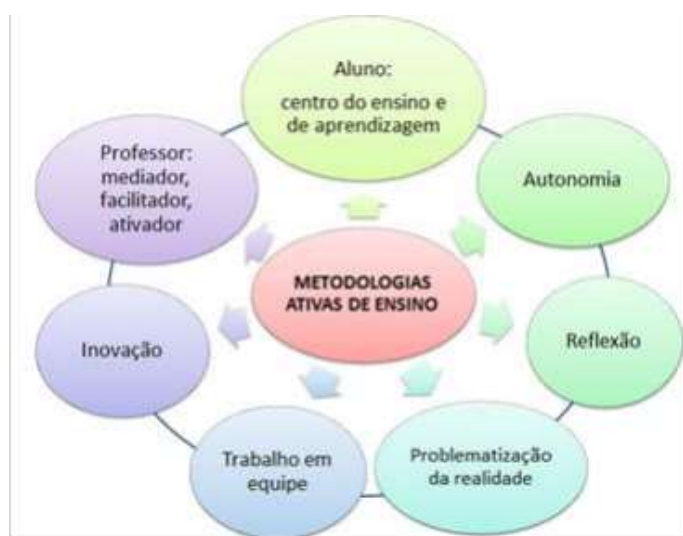 Aluno:
centro do ensino e
de aprendizagem
Autonomia
Reflexão
Problematização
da realidade
Trabalho em
equipe
Inovação
Professor:
mediador,
facilitador,
ativador
METODOLOGIAS
ATIVAS DE ENSINO